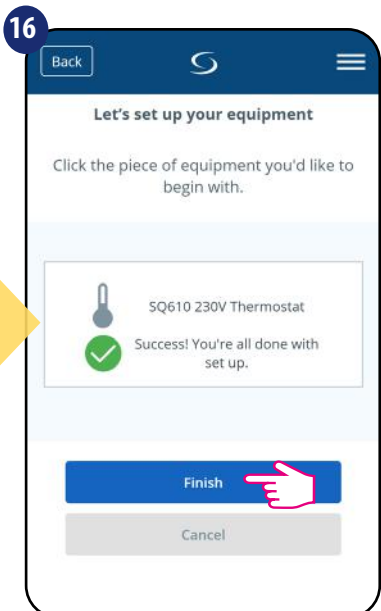 16
Back
Let's set up your equipment
Click the piece of equipment you'd like to
begin with.
SQ610 230V Thermostat
Success! You're all done with
set up.
Finish
Cancel